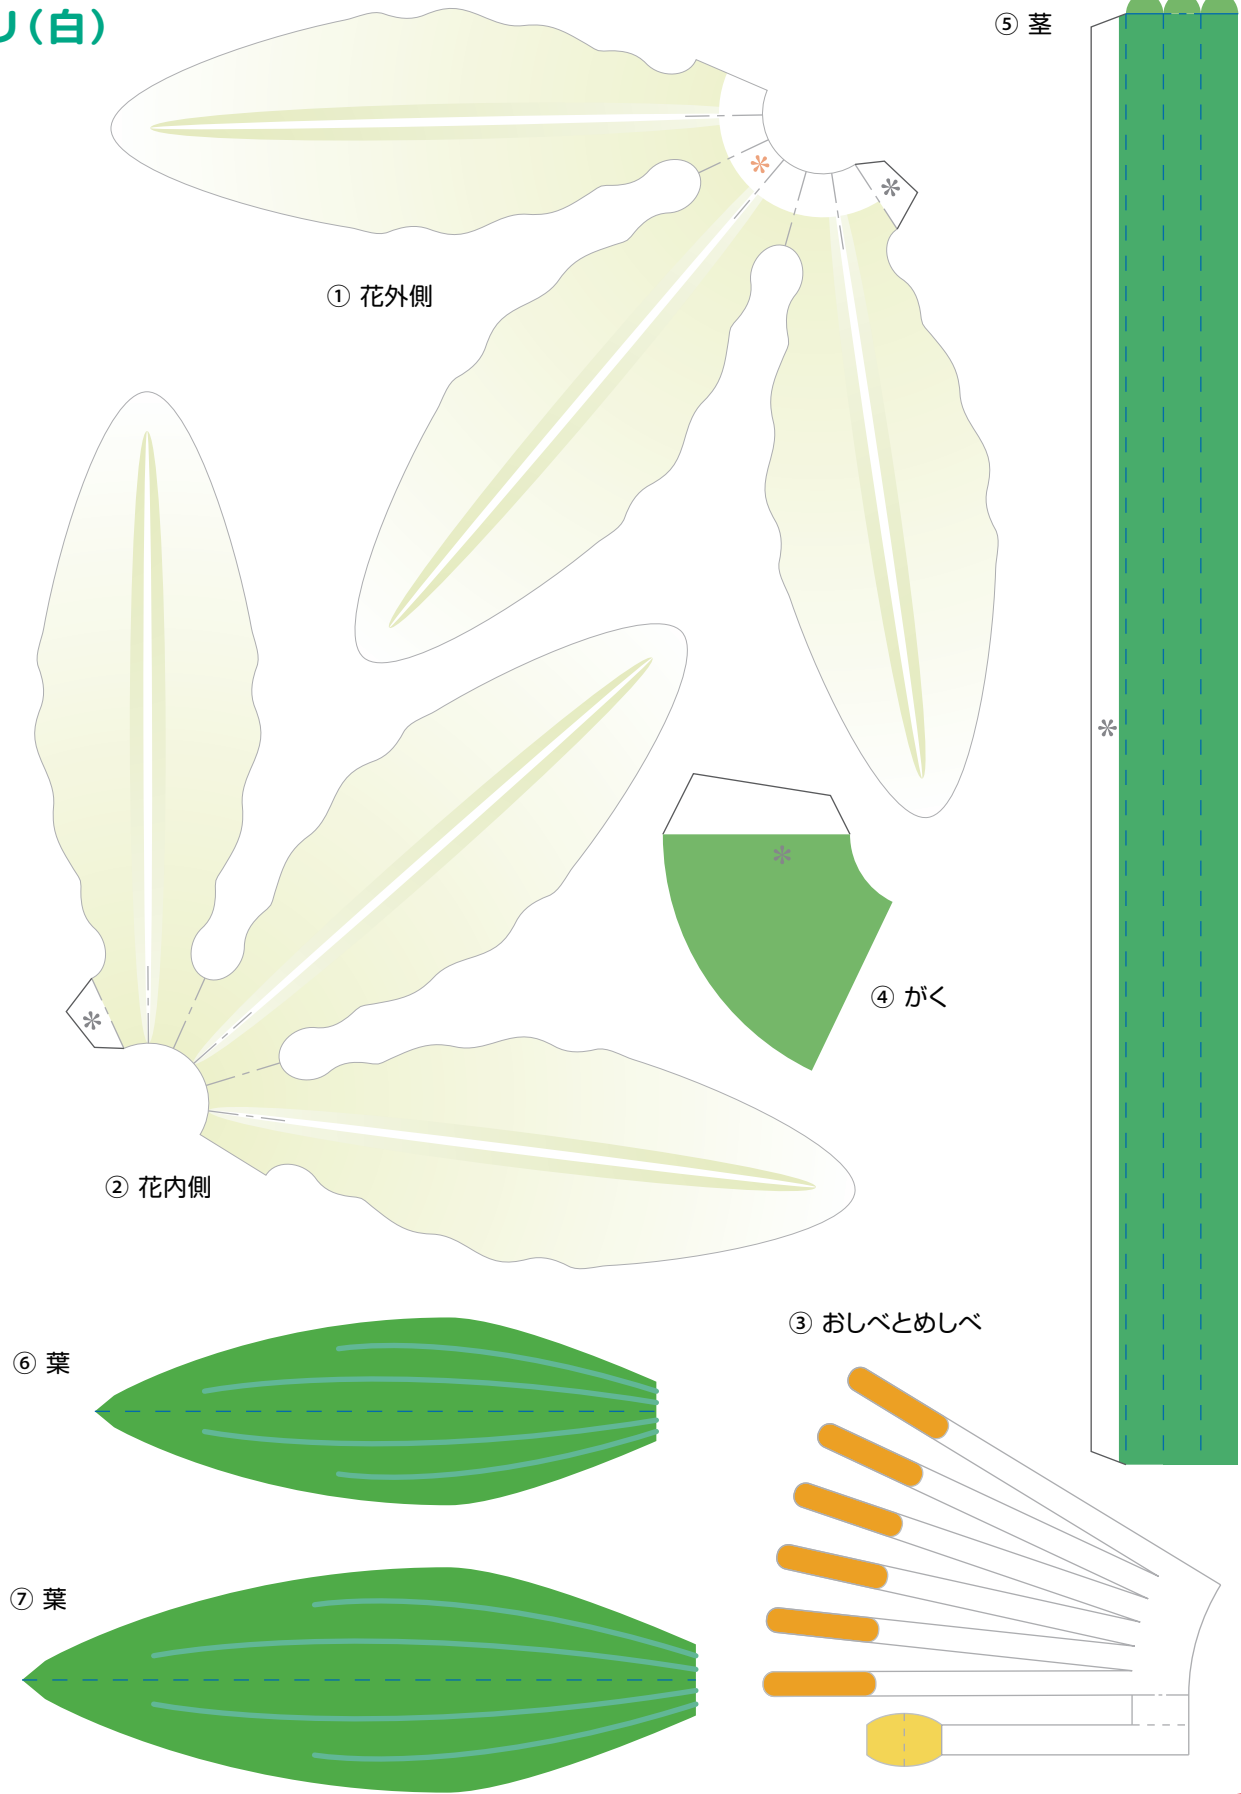 リ（白）
⑤ 茎
① 花外側
④ がく
② 花内側
③ おしべとめしべ
⑥ 葉
⑦ 葉